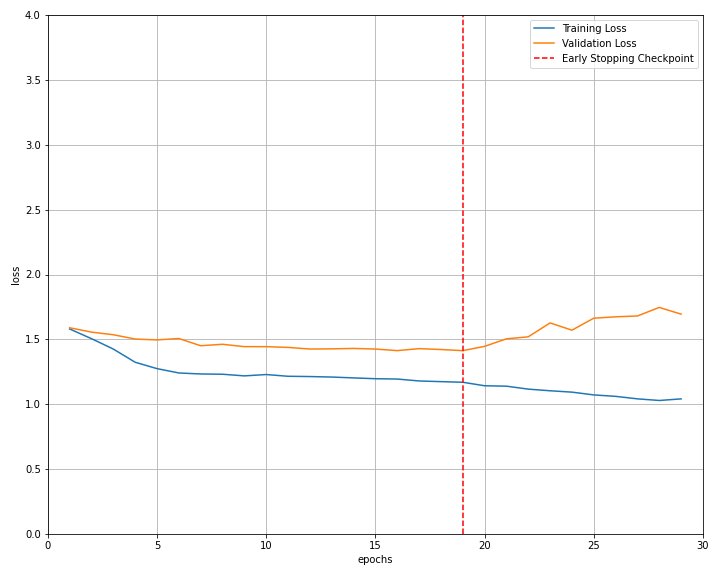 4.0
3.5
3.0
2.5
2.0
1.5
1.0
0.5
0.0
loss
0 5 10 15 20 25 30
epochs
Training Loss
Validation Loss
Early Stopping Checkpoint